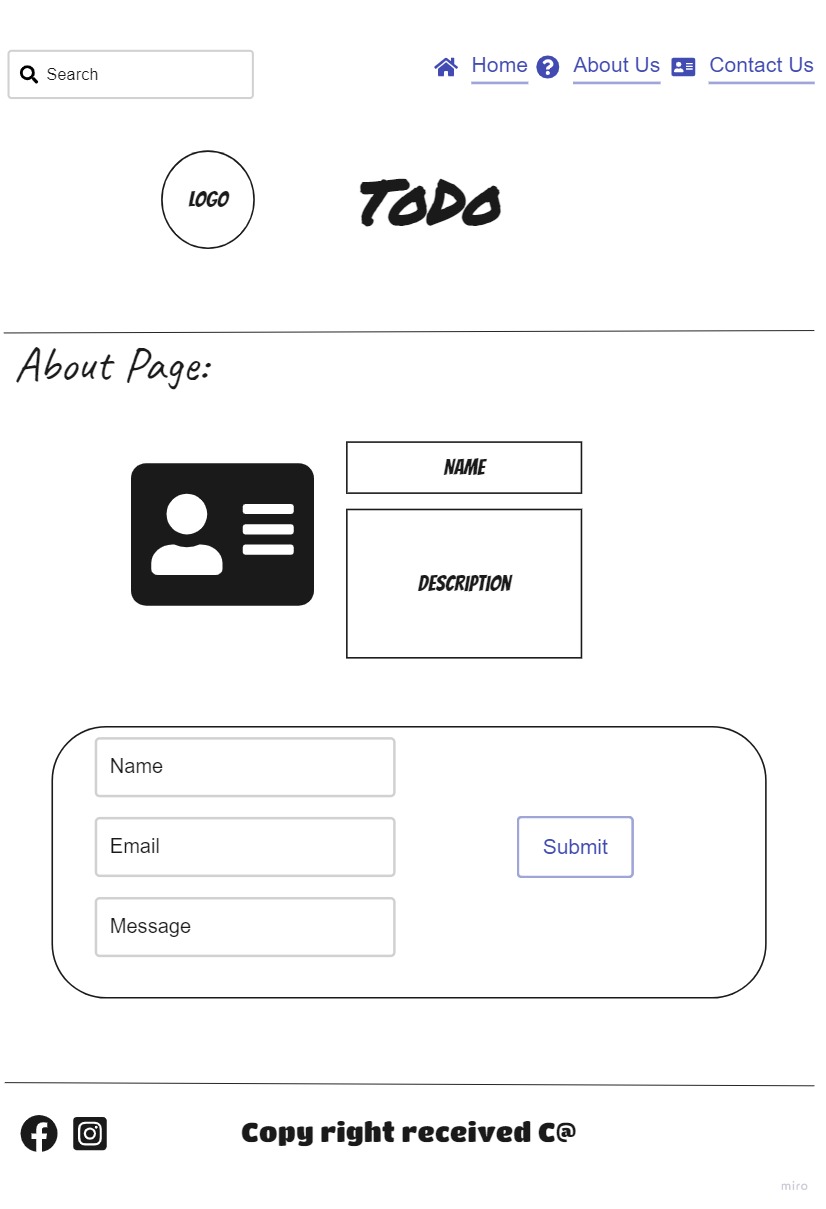 Search
Home
About Us
Contact Us
LOGO
ToDo
About Page:
NAME
DESCRIPTION
Name
Email
Submit
Message
Copy right received C@
miro